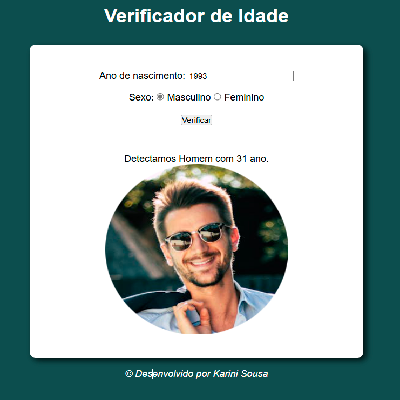 Verificador de Idade
Ano de nascimento: 1993
Sexo: Masculino Feminino
Verificar
Detectamos Homem com 31 ano.
© Desenvolvido por Karini Sousa